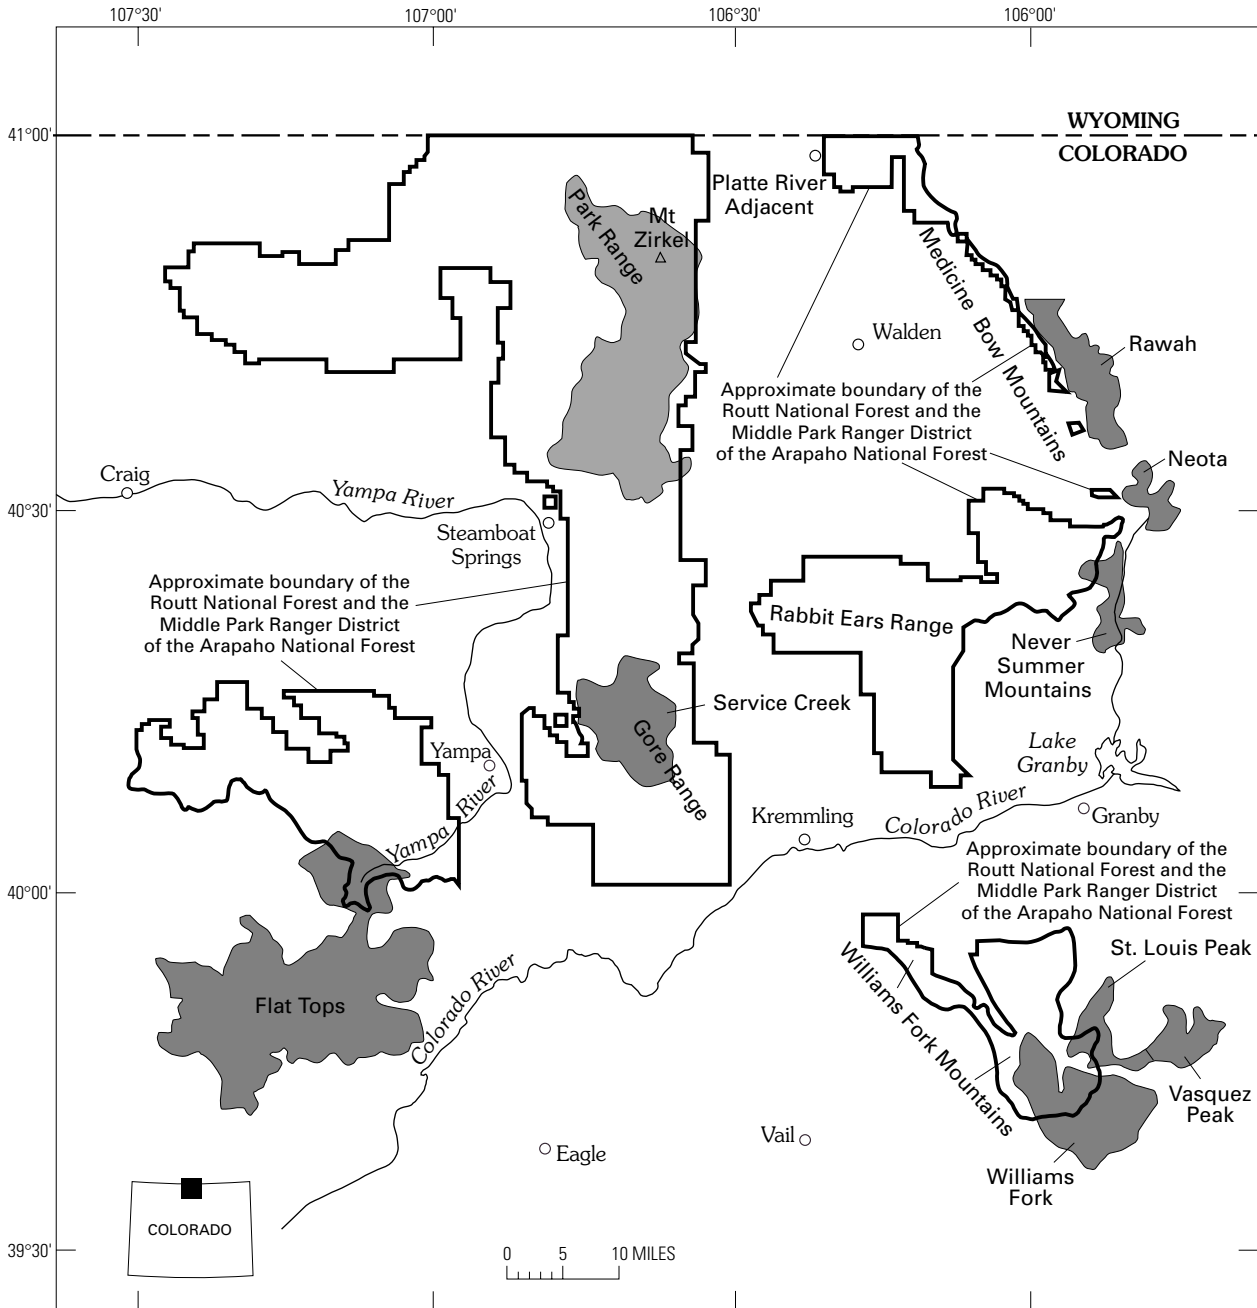 107°30'
107°00'
106°30'
106°00'
41°00'
WYOMING
COLORADO
Platte River
Adjacent
Park Range
Mt
Zirkel
Medicine Bow Mountains
Walden
Rawah
Approximate boundary of the
Routt National Forest and the
Middle Park Ranger District
of the Arapaho National Forest
Neota
Craig
Yampa River
40°30'
Steamboat
Springs
Approximate boundary of the
Routt National Forest and the
Middle Park Ranger District
of the Arapaho National Forest
Rabbit Ears Range
Never
Summer
Mountains
Service Creek
Gore Range
Yampa
Lake
Granby
Yampa River
Kremmling
Colorado River
Granby
Approximate boundary of the
Routt National Forest and the
Middle Park Ranger District
of the Arapaho National Forest
40°00'
St. Louis Peak
Williams Fork Mountains
Flat Tops
Colorado River
Vasquez
Peak
Vail
Eagle
Williams
Fork
COLORADO
39°30'
0 5 10 MILES